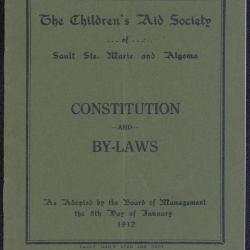 The Children's Aid Society
of
Sault Ste. Marie and Algoma
CONSTITUTION
—AND—
BY-LAWS
As Adopted by the Board of Management
the 8th Day of January
1912